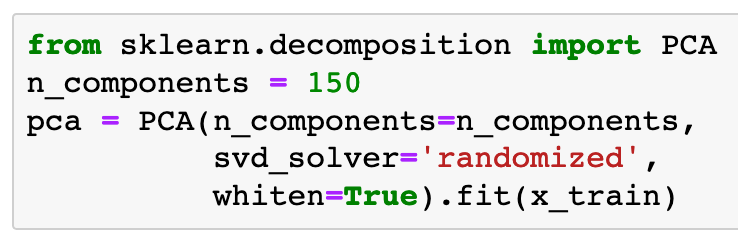 from sklearn.decomposition import PCA
n_components = 150
pca = PCA(n_components=n_components,
          svd_solver='randomized',
          whiten=True).fit(x_train)